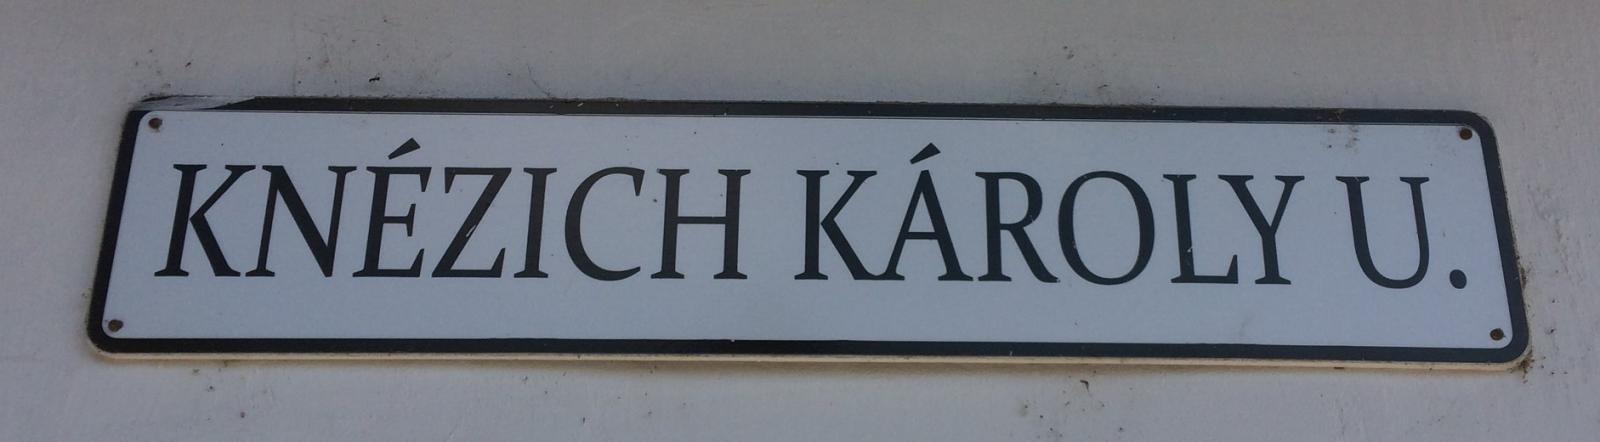 KNÉZICH KÁROLY U.